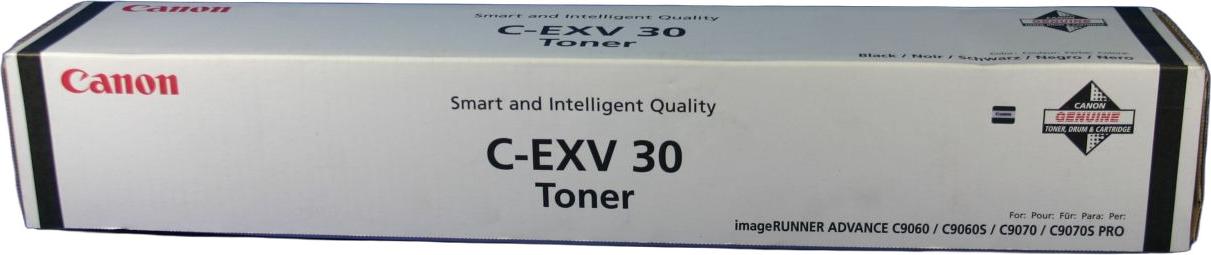 Canon
Smart and Intelligent Quality
C-EXV 30
Toner
GENUINE
Black / Noir / Schwarz / Negro / Nero
Canon
Smart and Intelligent Quality
C-EXV 30
Toner
CANON
GENUINE
TONER, DRUM & CARTRIDGE
For: Pour: Für: Para: Per:
imageRUNNER ADVANCE C9060 / C9060S / C9070 / C9070S PRO